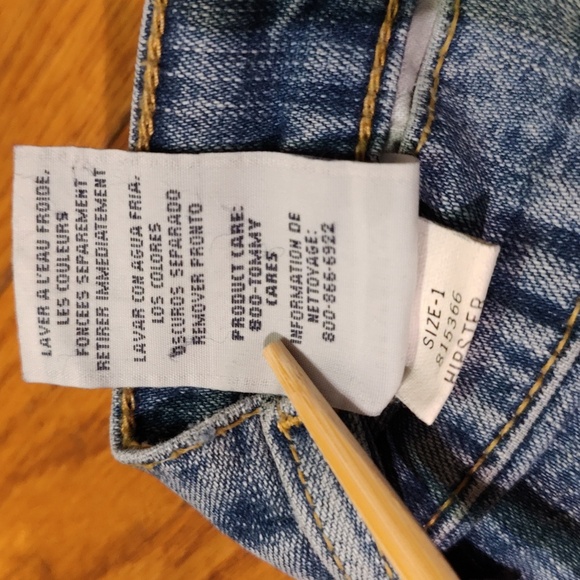 LAVER A L'EAU FROIDE.
LES COULEURS
FONCEES SEPAREMENT
RETIRER IMMEDIATEMENT
LAVAR CON AGUA FRIA.
LOS COLORES
OSCUROS SEPARADO
REMOVER PRONTO
PRODUCT CARE:
800-TOMMY
CARES
INFORMATION DE
NETTOYAGE:
800-866-6922
SIZE-1
815366
HIPSTER